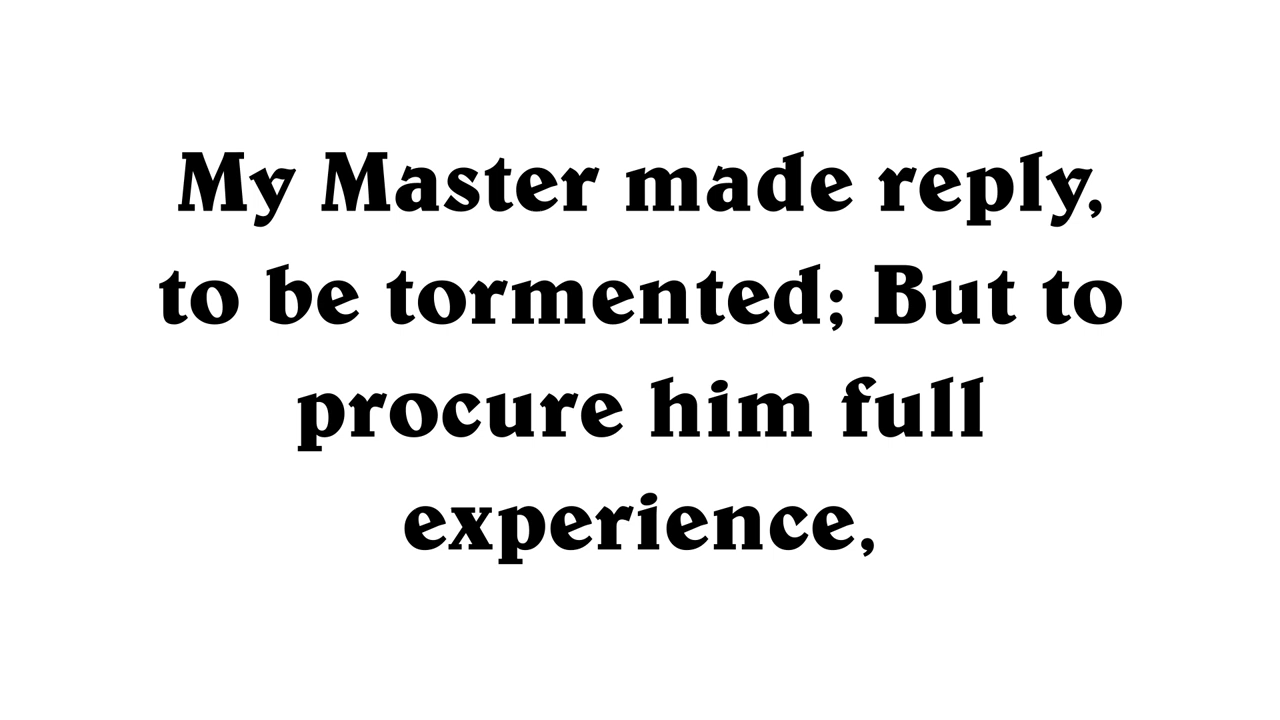 My Master made reply,
to be tormented; But to
procure him full
experience,